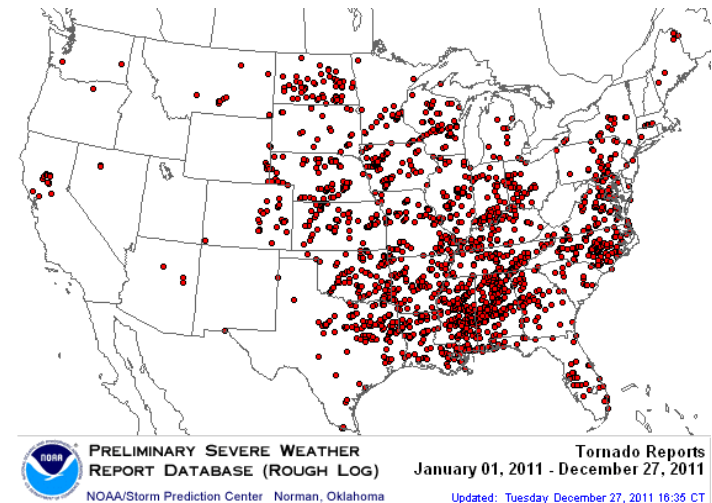 NOAA
PRELIMINARY SEVERE WEATHER
REPORT DATABASE (ROUGH LOG)
NOAA/Storm Prediction Center Norman, Oklahoma
Tornado Reports
January 01, 2011 - December 27, 2011
Updated: Tuesday December 27, 2011 16:35 CT